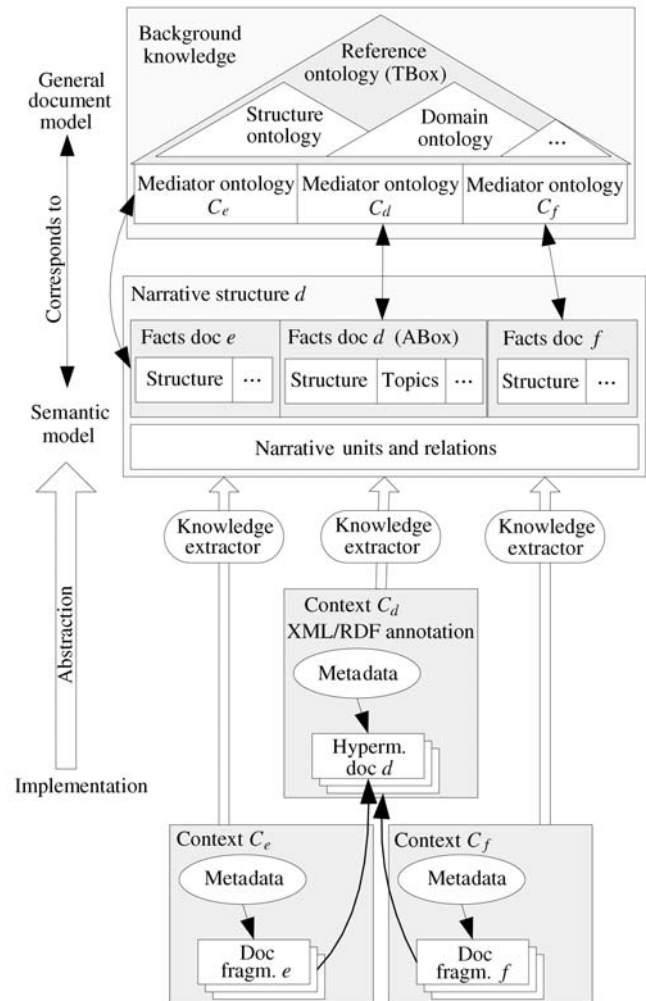 Background
knowledge
Reference
ontology (TBox)
General
document
model
Structure
ontology
Domain
ontology
...
Mediator ontology
Ce
Mediator ontology
Cd
Mediator ontology
Cf
Corresponds to
Narrative structure d
Facts doc e
Structure
...
Facts doc d (ABox)
Structure
Topics
...
Facts doc f
Structure
...
Semantic
model
Narrative units and relations
Knowledge
extractor
Knowledge
extractor
Knowledge
extractor
Abstraction
Context Cd
XML/RDF annotation
Metadata
Hyperm.
doc d
Implementation
Context Ce
Metadata
Doc
fragm. e
Context Cf
Metadata
Doc
fragm. f